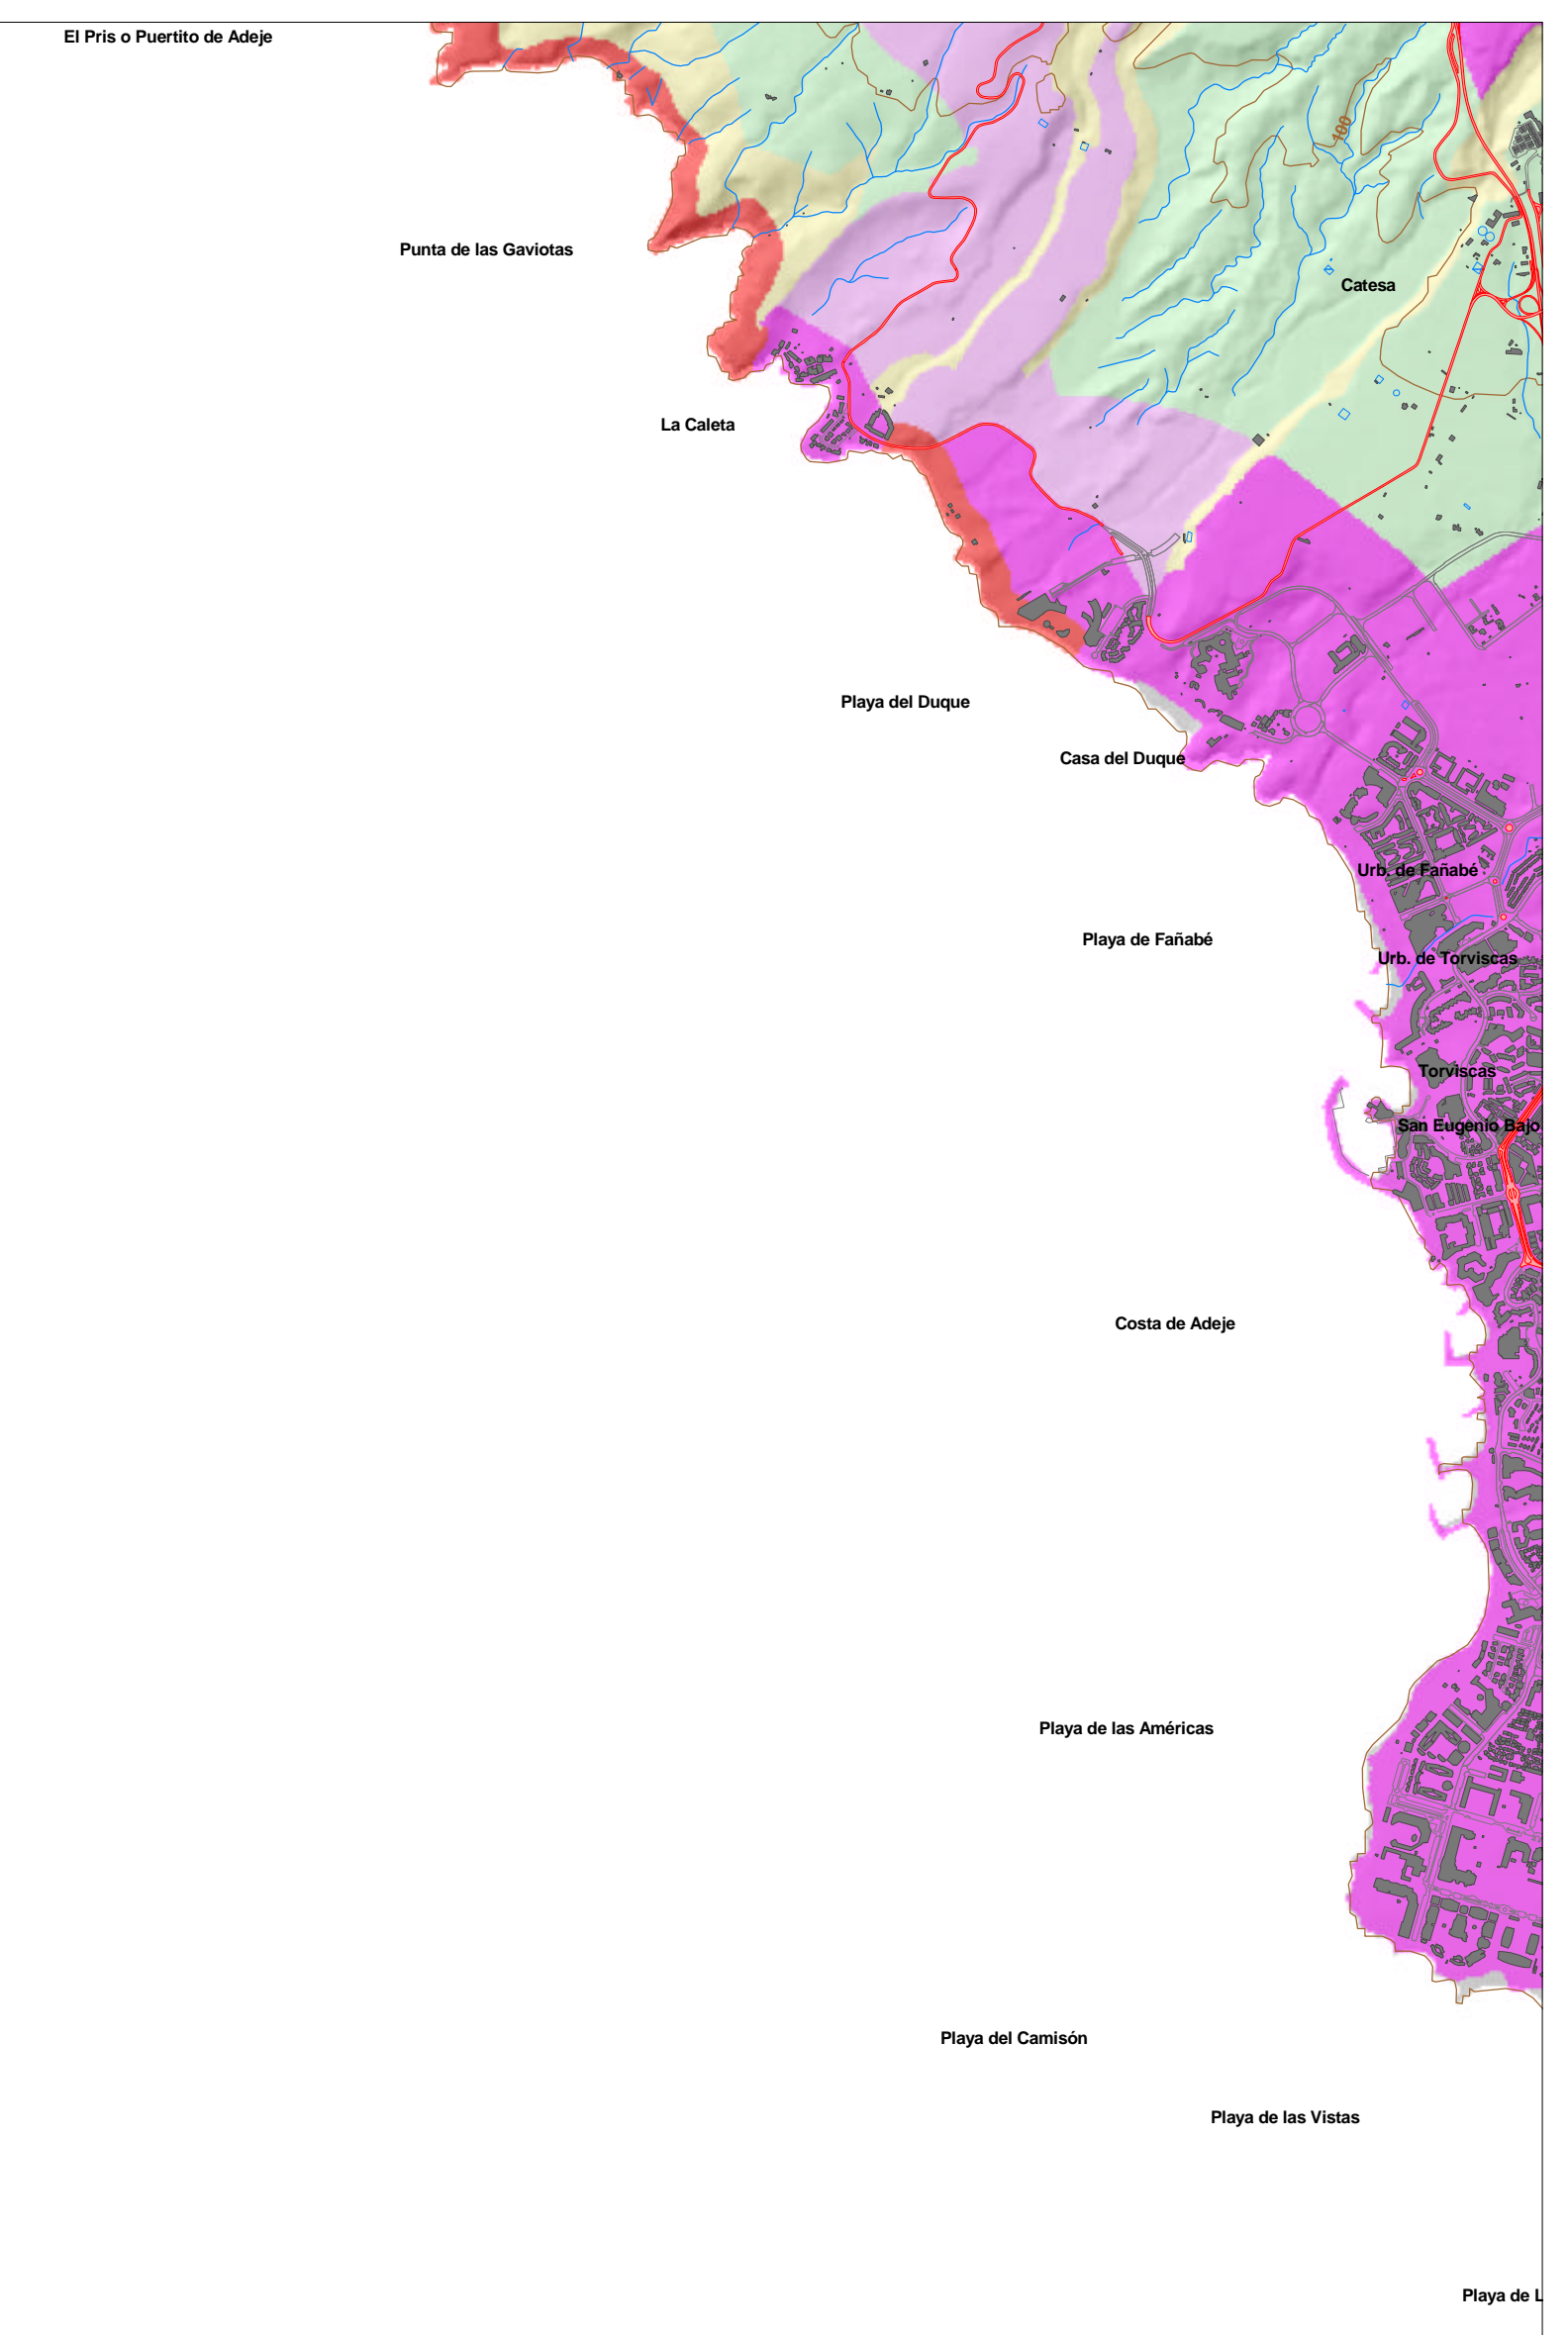 El Pris o Puertito de Adeje
100
Punta de las Gaviotas
Catesa
La Caleta
Playa del Duque
Casa del Duque
Urb. de Fañabé
Playa de Fañabé
Urb. de Torviscas
Torviscas
San Eugenio Bajo
Costa de Adeje
Playa de las Américas
Playa del Camisón
Playa de las Vistas
Playa de L